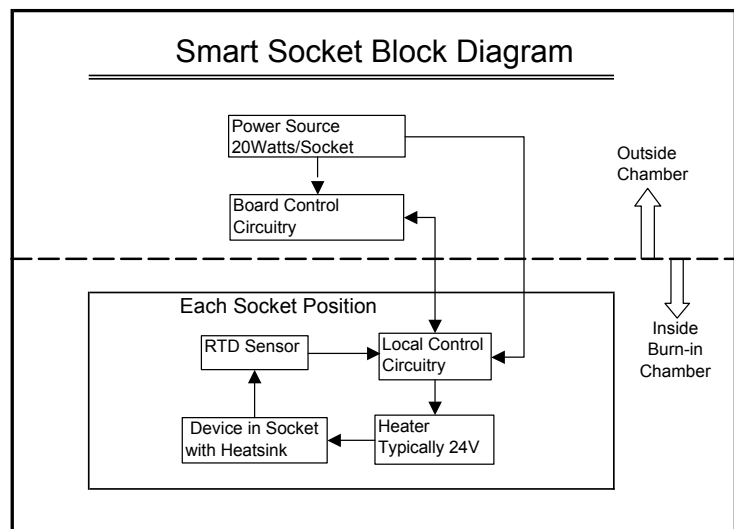 Smart Socket Block Diagram
Power Source
20Watts/Socket
Board Control
Circuitry
Outside
Chamber
Each Socket Position
RTD Sensor
Local Control
Circuitry
Inside
Burn-in
Chamber
Device in Socket
with Heatsink
Heater
Typically 24V